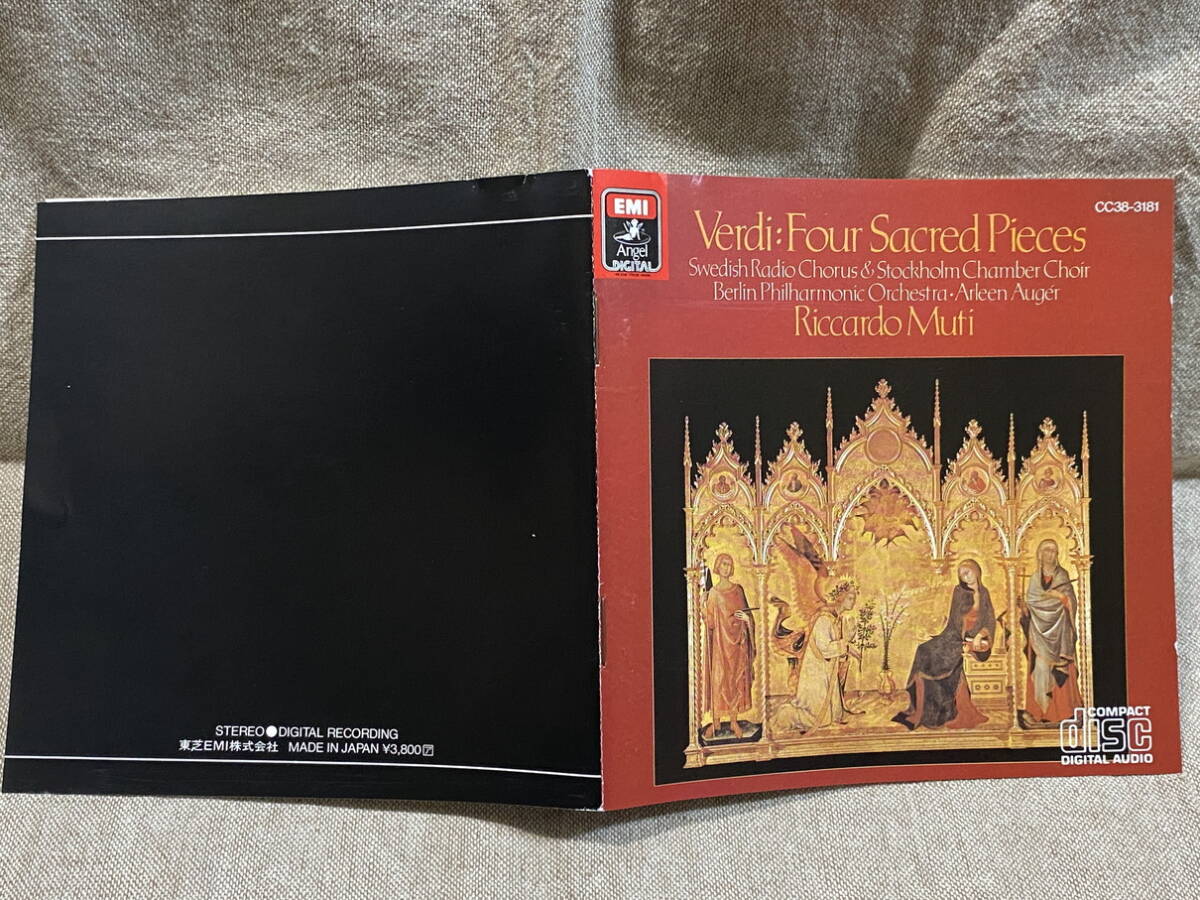 STEREO●DIGITAL RECORDING
東芝EMI株式会社 MADE IN JAPAN ¥3,800
EMI
Angel
DIGITAL
CC38-3181
Verdi: Four Sacred Pieces
Swedish Radio Chorus & Stockholm Chamber Choir
Berlin Philharmonic Orchestra · Arleen Augér
Riccardo Muti
COMPACT
disc
DIGITAL AUDIO